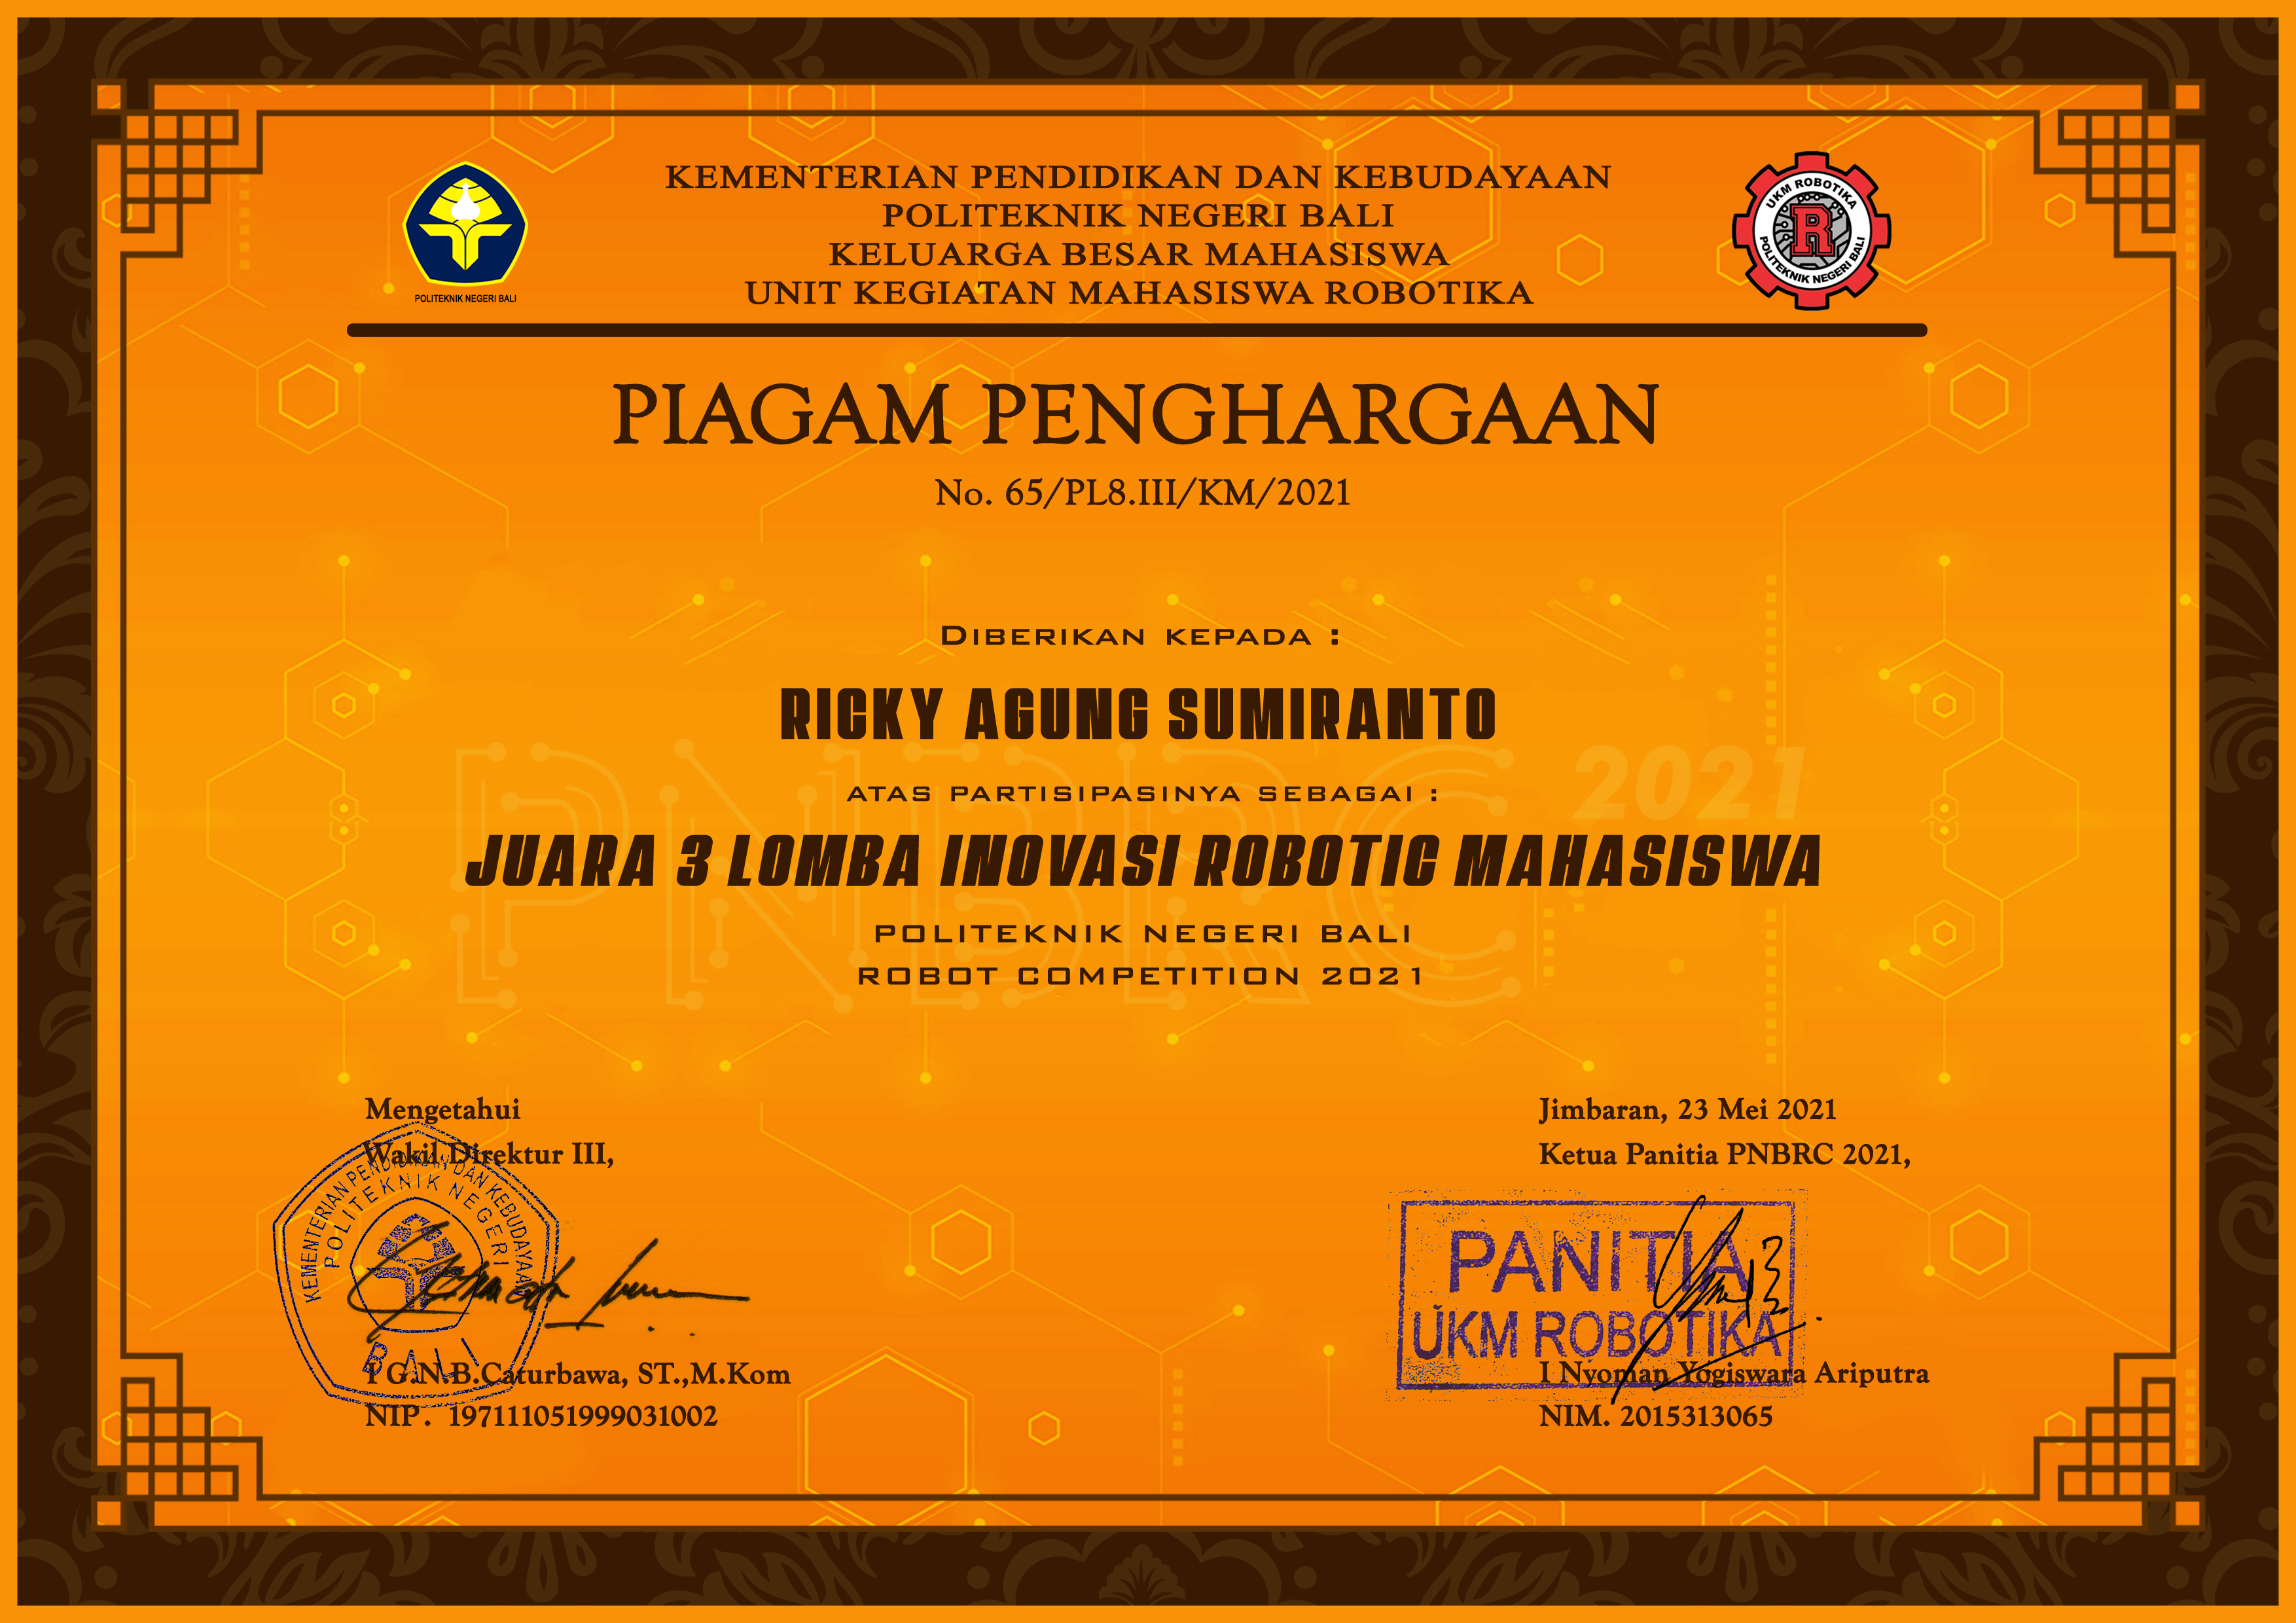 KEMENTERIAN PENDIDIKAN DAN KEBUDAYAAN
POLITEKNIK NEGERI BALI
KELUARGA BESAR MAHASISWA
UNIT KEGIATAN MAHASISWA ROBOTIKA
POLITEKNIK NEGERI BALI
UKM ROBOTIKA
R
POLITEKNIK NEGERI BALI
PIAGAM PENGHARGAAN
No. 65/PL8.III/KM/2021
DIBERIKAN KEPADA :
RICKY AGUNG SUMIRANTO
ATAS PARTISIPASINYA SEBAGAI :
PNBRC 2021
JUARA 3 LOMBA INOVASI ROBOTIC MAHASISWA
POLITEKNIK NEGERI BALI
ROBOT COMPETITION 2021
Mengetahui
Wakil Direktur III,
KEMENTERIAN PENDIDIKAN DAN KEBUDAYAAN
POLITEKNIK NEGERI
BALI
I G.N.B.Caturbawa, ST.,M.Kom
NIP. 197111051999031002
Jimbaran, 23 Mei 2021
Ketua Panitia PNBRC 2021,
PANITIA
UKM ROBOTIKA
I Nyoman Yogiswara Ariputra
NIM. 2015313065